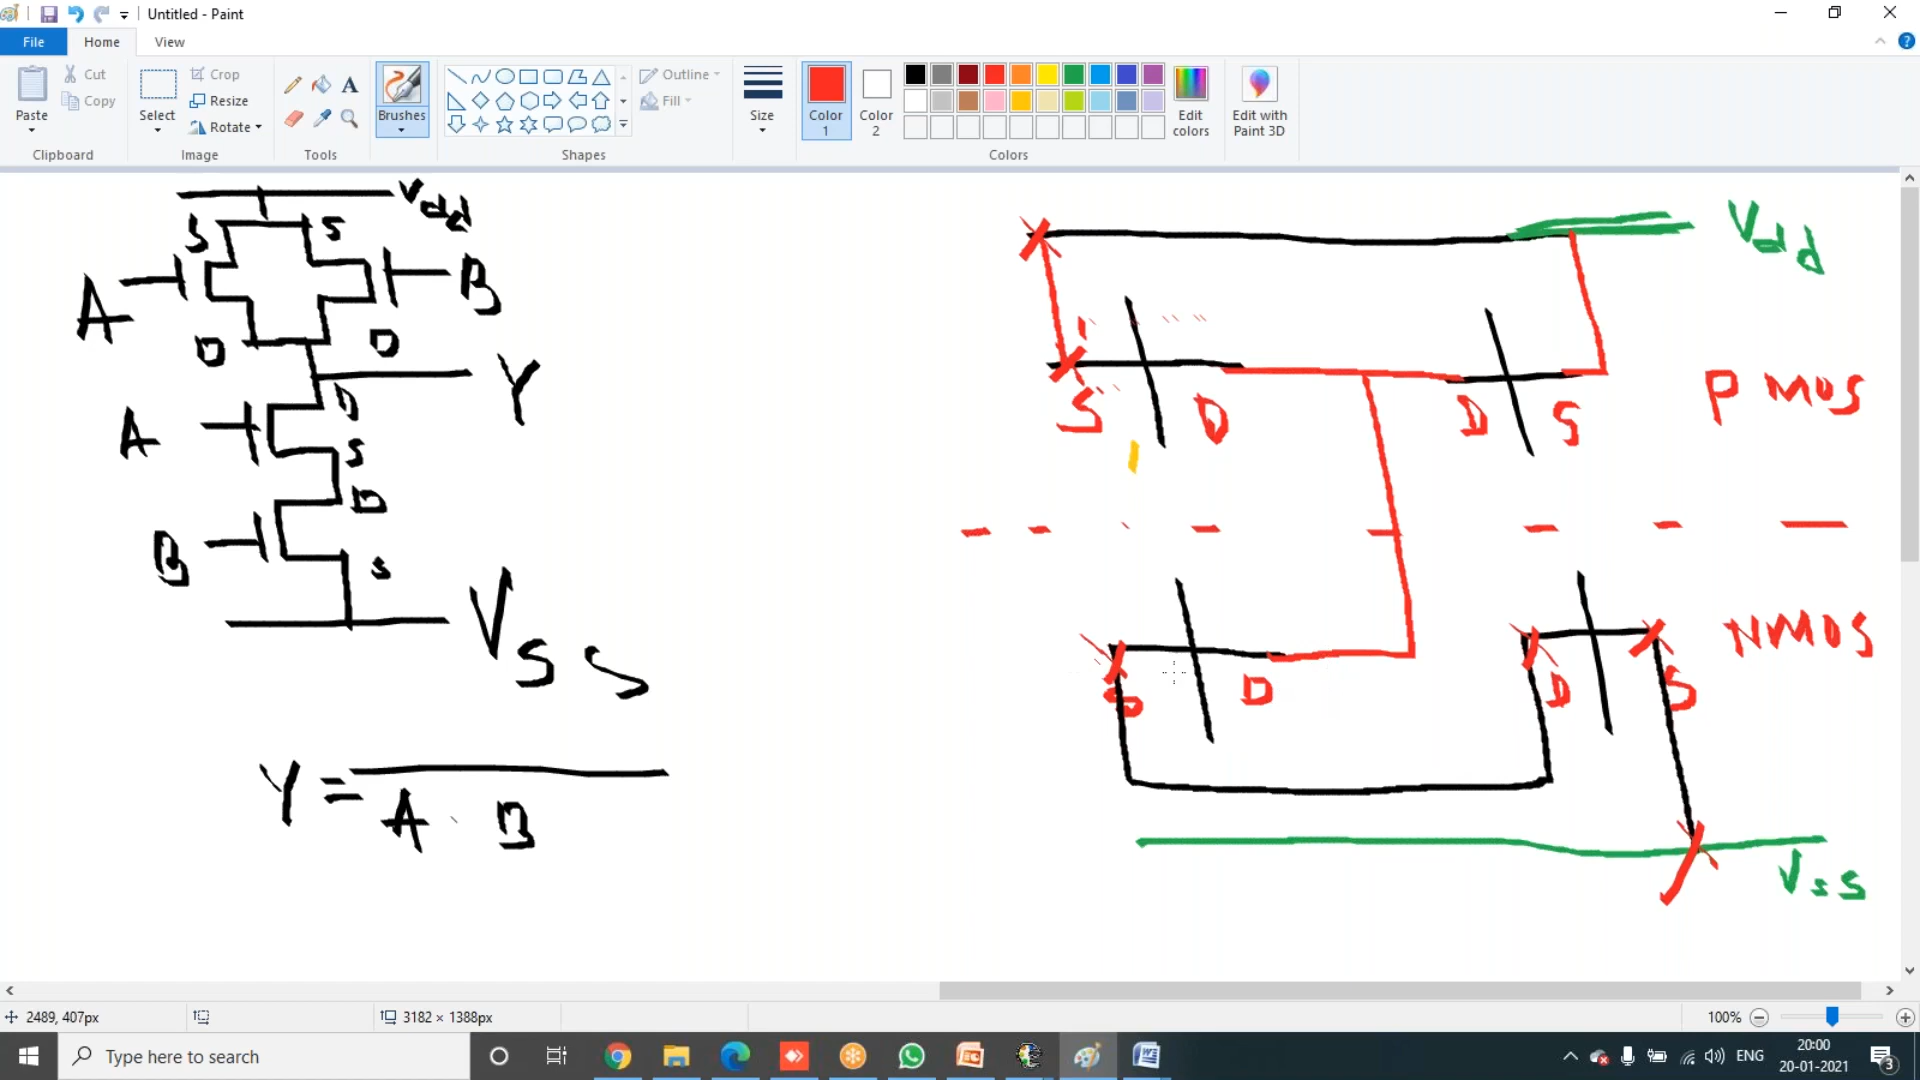 Untitled - Paint
File Home View
Paste
Cut
Copy
Clipboard
Select
Crop
Resize
Rotate
Image
A
Tools
Brushes
Shapes
Outline
Fill
Size
Color 1
Color 2
Colors
Edit colors
Edit with Paint 3D
Vdd
S S
A B
D D
Y
A D
S
D
B S
VSS
Y = A . B
Vdd
S D D S P MOS
NMOS
S D D S
Vss
2489, 407px
3182 × 1388px
100%
Type here to search
ENG
20:00
20-01-2021
3